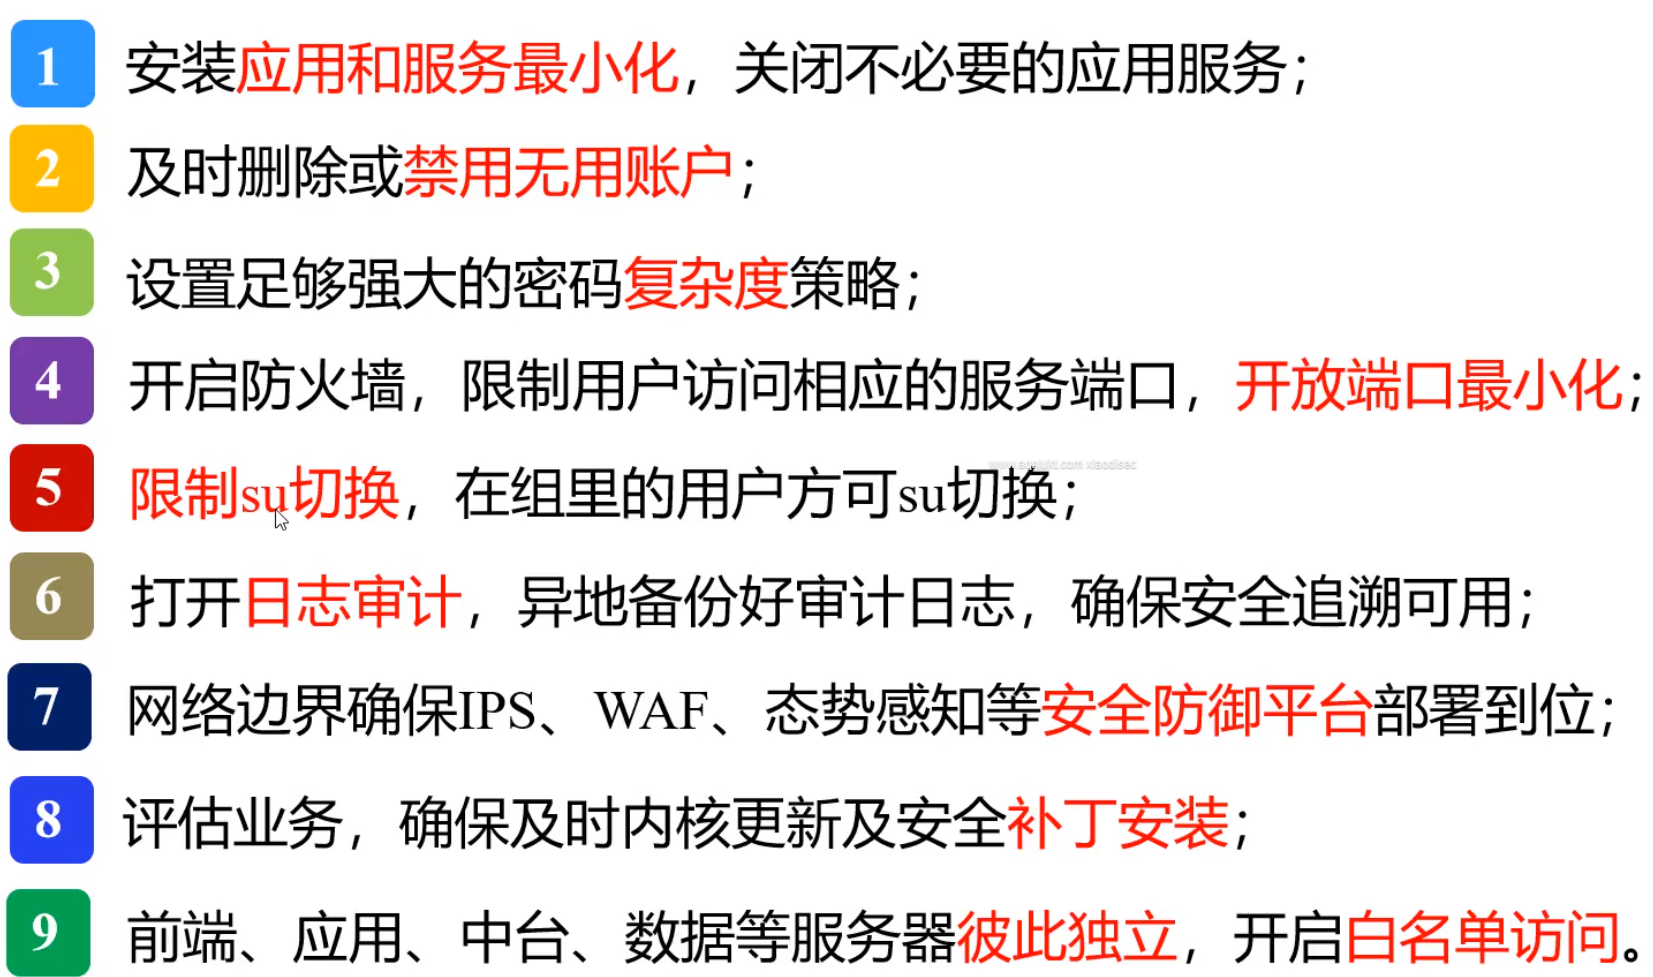 1 安装应用和服务最小化，关闭不必要的应用服务；
2 及时删除或禁用无用账户；
3 设置足够强大的密码复杂度策略；
4 开启防火墙，限制用户访问相应的服务端口，开放端口最小化；
5 限制su切换，在组里的用户方可su切换；
6 打开日志审计，异地备份好审计日志，确保安全追溯可用；
7 网络边界确保IPS、WAF、态势感知等安全防御平台部署到位；
8 评估业务，确保及时内核更新及安全补丁安装；
9 前端、应用、中台、数据等服务器彼此独立，开启白名单访问。